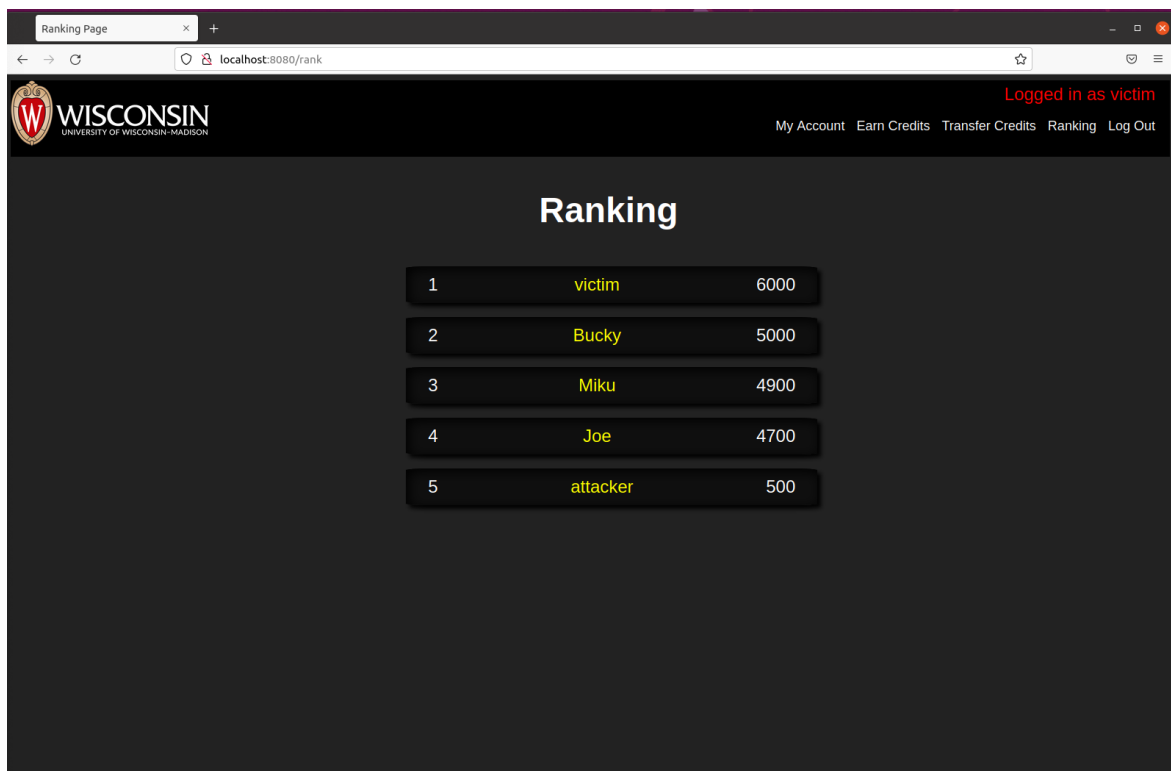 Ranking Page
localhost:8080/rank
W WISCONSIN
UNIVERSITY OF WISCONSIN-MADISON
Logged in as victim
My Account Earn Credits Transfer Credits Ranking Log Out
Ranking
1 victim 6000
2 Bucky 5000
3 Miku 4900
4 Joe 4700
5 attacker 500